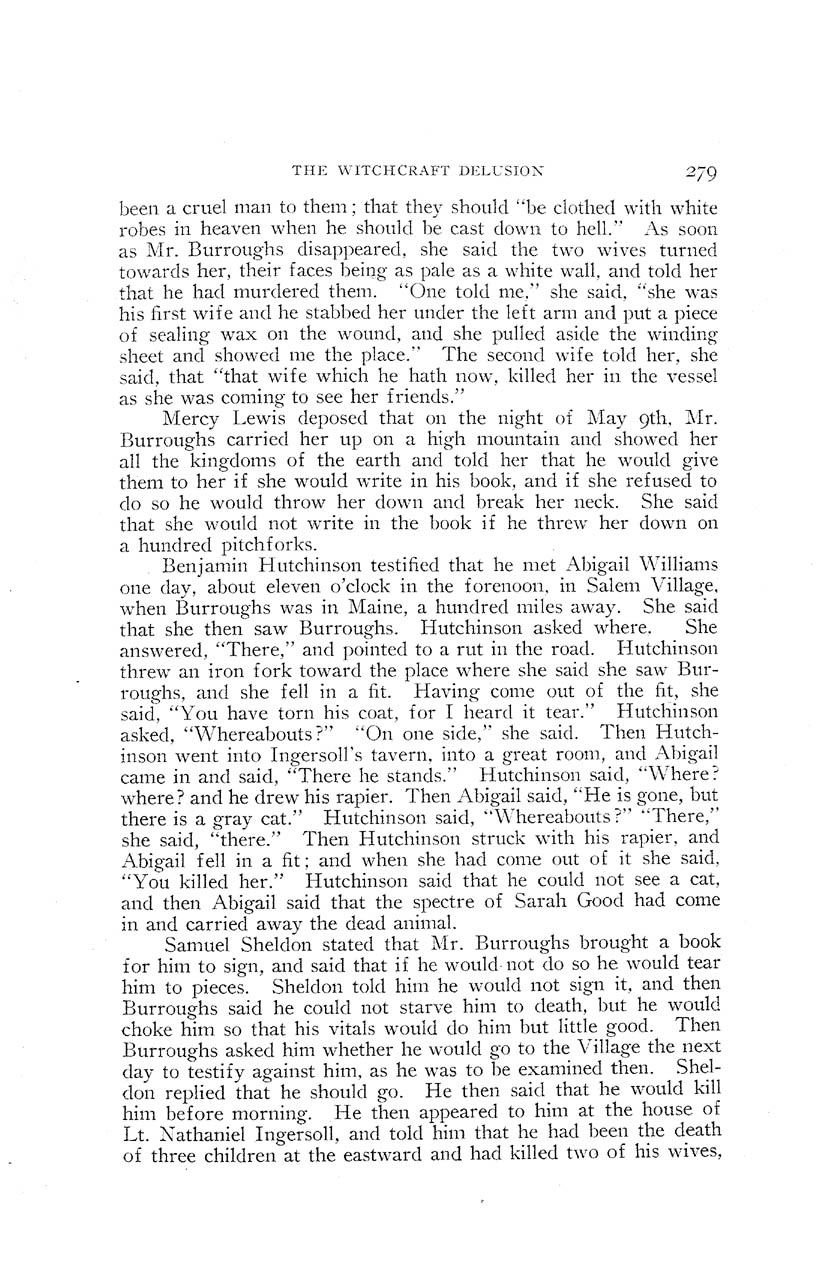 THE WITCHCRAFT DELUSION 279
been a cruel man to them; that they should "be clothed with white
robes in heaven when he should be cast down to hell." As soon
as Mr. Burroughs disappeared, she said the two wives turned
towards her, their faces being as pale as a white wall, and told her
that he had murdered them. "One told me," she said, "she was
his first wife and he stabbed her under the left arm and put a piece
of sealing wax on the wound, and she pulled aside the winding
sheet and showed me the place." The second wife told her, she
said, that "that wife which he hath now, killed her in the vessel
as she was coming to see her friends."
Mercy Lewis deposed that on the night of May 9th, Mr.
Burroughs carried her up on a high mountain and showed her
all the kingdoms of the earth and told her that he would give
them to her if she would write in his book, and if she refused to
do so he would throw her down and break her neck. She said
that she would not write in the book if he threw her down on
a hundred pitchforks.
Benjamin Hutchinson testified that he met Abigail Williams
one day, about eleven o'clock in the forenoon, in Salem Village,
when Burroughs was in Maine, a hundred miles away. She said
that she then saw Burroughs. Hutchinson asked where. She
answered, "There," and pointed to a rut in the road. Hutchinson
threw an iron fork toward the place where she said she saw Bur-
roughs, and she fell in a fit. Having come out of the fit, she
said, "You have torn his coat, for I heard it tear." Hutchinson
asked, "Whereabouts?" "On one side," she said. Then Hutch-
inson went into Ingersoll's tavern, into a great room, and Abigail
came in and said, "There he stands." Hutchinson said, "Where?
where? and he drew his rapier. Then Abigail said, "He is gone, but
there is a gray cat." Hutchinson said, "Whereabouts?" "There,"
she said, "there." Then Hutchinson struck with his rapier, and
Abigail fell in a fit; and when she had come out of it she said,
"You killed her." Hutchinson said that he could not see a cat,
and then Abigail said that the spectre of Sarah Good had come
in and carried away the dead animal.
Samuel Sheldon stated that Mr. Burroughs brought a book
for him to sign, and said that if he would not do so he would tear
him to pieces. Sheldon told him he would not sign it, and then
Burroughs said he could not starve him to death, but he would
choke him so that his vitals would do him but little good. Then
Burroughs asked him whether he would go to the Village the next
day to testify against him, as he was to be examined then. Shel-
don replied that he should go. He then said that he would kill
him before morning. He then appeared to him at the house of
Lt. Nathaniel Ingersoll, and told him that he had been the death
of three children at the eastward and had killed two of his wives,